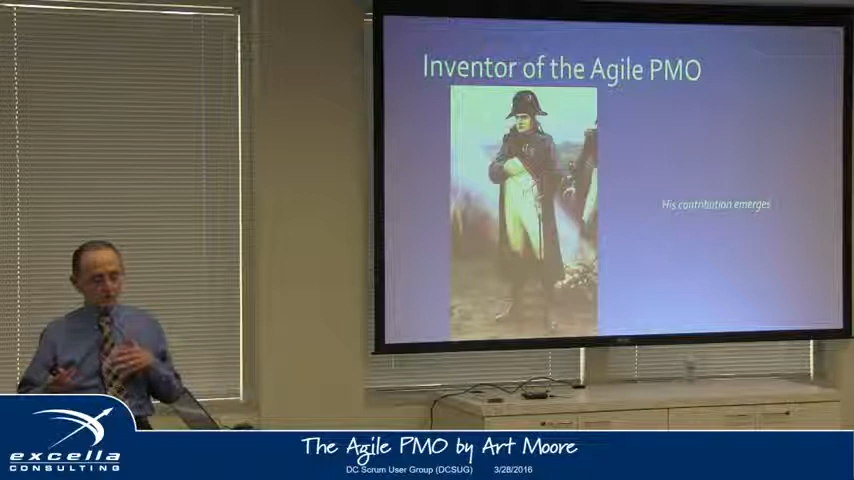 Inventor of the Agile PMO
His contribution emerges
excella
CONSULTING
The Agile PMO by Art Moore
DC Scrum User Group (DCSUG) 3/28/2016